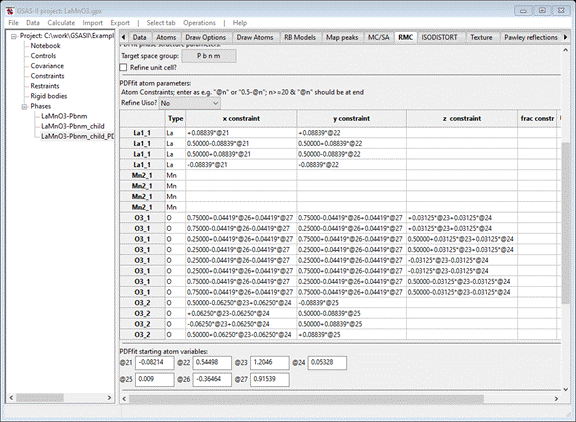 GSAS-II project: LaMnO3.gpx
File Data Calculate Import Export | Select tab Operations | Help
Project: C:\work\GSASII\Exampl
Notebook
Controls
Covariance
Constraints
Restraints
Rigid bodies
Phases
LaMnO3-Pbnm
LaMnO3-Pbnm_child
LaMnO3-Pbnm_child_PD
Data Atoms Draw Options Draw Atoms RB Models Map peaks MC/SA RMC ISODISTORT Texture Pawley reflections
PDFfit phase structure parameters:
Target space group: P b n m
Refine unit cell?
PDFfit atom parameters:
Atom Constraints; enter as e.g. "@n" or "0.5-@n"; n>=20 & "@n" should be at end
Refine Uiso? No
Type x constraint y constraint z constraint frac constr
La1_1 La +0.08839*@21 +0.08839*@22
La1_1 La 0.50000-0.08839*@21 0.50000+0.08839*@22
La1_1 La 0.50000+0.08839*@21 0.50000-0.08839*@22
La1_1 La -0.08839*@21 -0.08839*@22
Mn2_1 Mn
Mn2_1 Mn
Mn2_1 Mn
Mn2_1 Mn
O3_1 O 0.75000+0.04419*@26+0.04419*@27 0.75000-0.04419*@26+0.04419*@27 +0.03125*@23+0.03125*@24
O3_1 O 0.75000+0.04419*@26-0.04419*@27 0.75000-0.04419*@26-0.04419*@27 +0.03125*@23+0.03125*@24
O3_1 O 0.25000-0.04419*@26-0.04419*@27 0.25000+0.04419*@26-0.04419*@27 0.50000+0.03125*@23+0.03125*@24
O3_1 O 0.25000-0.04419*@26+0.04419*@27 0.25000+0.04419*@26+0.04419*@27 0.50000+0.03125*@23+0.03125*@24
O3_1 O 0.25000-0.04419*@26-0.04419*@27 0.25000+0.04419*@26-0.04419*@27 -0.03125*@23-0.03125*@24
O3_1 O 0.25000-0.04419*@26+0.04419*@27 0.25000+0.04419*@26+0.04419*@27 -0.03125*@23-0.03125*@24
O3_1 O 0.75000+0.04419*@26+0.04419*@27 0.75000-0.04419*@26+0.04419*@27 0.50000-0.03125*@23-0.03125*@24
O3_1 O 0.75000+0.04419*@26-0.04419*@27 0.75000-0.04419*@26-0.04419*@27 0.50000-0.03125*@23-0.03125*@24
O3_2 O 0.50000-0.06250*@23+0.06250*@24 -0.08839*@25
O3_2 O +0.06250*@23-0.06250*@24 0.50000-0.08839*@25
O3_2 O -0.06250*@23+0.06250*@24 0.50000+0.08839*@25
O3_2 O 0.50000+0.06250*@23-0.06250*@24 +0.08839*@25
PDFfit starting atom variables:
@21 -0.08214 @22 0.54498 @23 1.2046 @24 0.05328
@25 0.009 @26 -0.36464 @27 0.91539